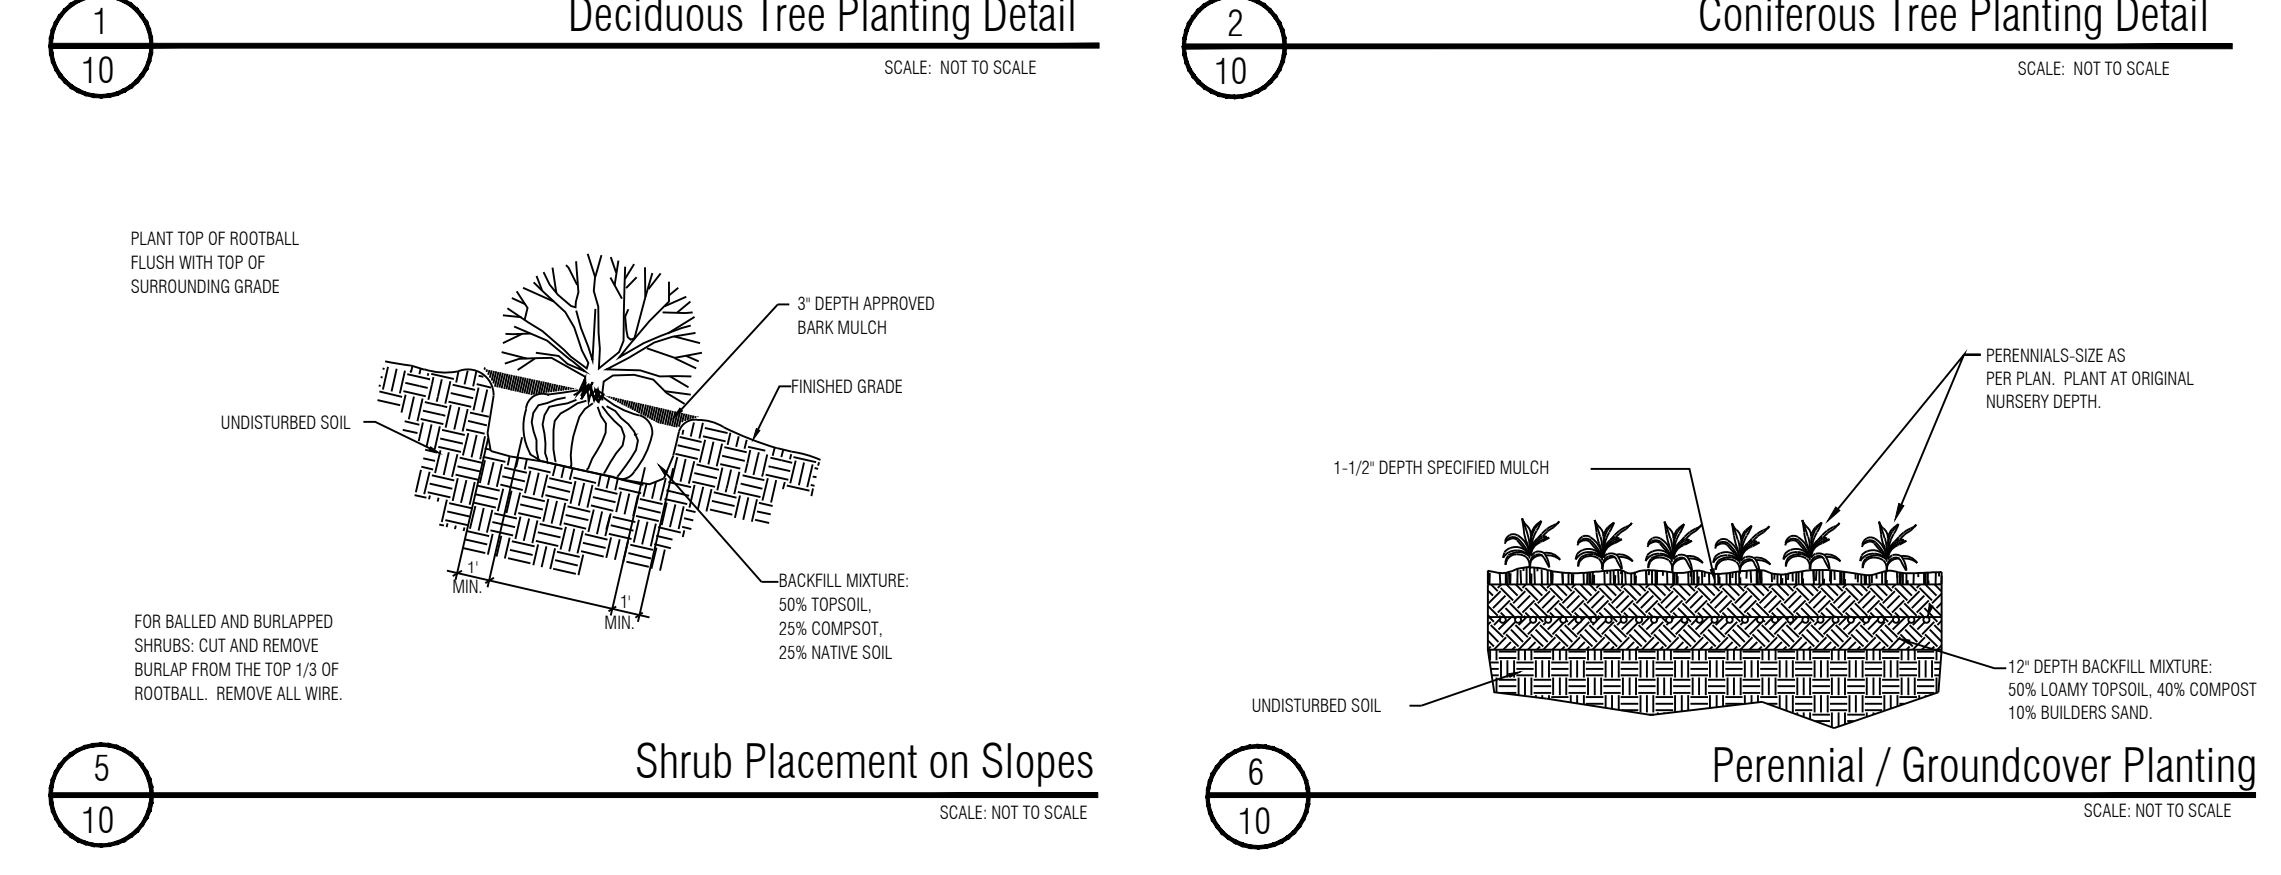 1
10
Deciduous Tree Planting Detail
SCALE: NOT TO SCALE
2
10
Coniferous Tree Planting Detail
SCALE: NOT TO SCALE
PLANT TOP OF ROOTBALL
FLUSH WITH TOP OF
SURROUNDING GRADE
3" DEPTH APPROVED
BARK MULCH
FINISHED GRADE
UNDISTURBED SOIL
1'
MIN.
1'
MIN.
BACKFILL MIXTURE:
50% TOPSOIL,
25% COMPSOT,
25% NATIVE SOIL
FOR BALLED AND BURLAPPED
SHRUBS: CUT AND REMOVE
BURLAP FROM THE TOP 1/3 OF
ROOTBALL. REMOVE ALL WIRE.
5
10
Shrub Placement on Slopes
SCALE: NOT TO SCALE
PERENNIALS-SIZE AS
PER PLAN. PLANT AT ORIGINAL
NURSERY DEPTH.
1-1/2" DEPTH SPECIFIED MULCH
UNDISTURBED SOIL
12" DEPTH BACKFILL MIXTURE:
50% LOAMY TOPSOIL, 40% COMPOST
10% BUILDERS SAND.
6
10
Perennial / Groundcover Planting
SCALE: NOT TO SCALE